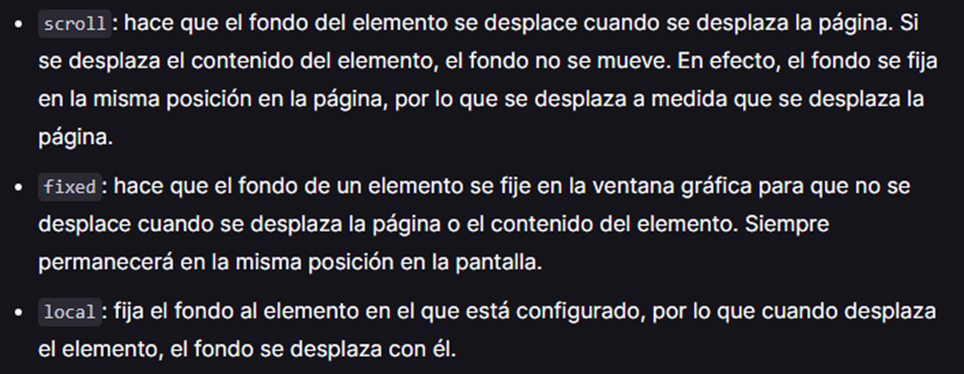 • scroll: hace que el fondo del elemento se desplace cuando se desplaza la página. Si
se desplaza el contenido del elemento, el fondo no se mueve. En efecto, el fondo se fija
en la misma posición en la página, por lo que se desplaza a medida que se desplaza la
página.
• fixed: hace que el fondo de un elemento se fije en la ventana gráfica para que no se
desplace cuando se desplaza la página o el contenido del elemento. Siempre
permanecerá en la misma posición en la pantalla.
• local: fija el fondo al elemento en el que está configurado, por lo que cuando desplaza
el elemento, el fondo se desplaza con él.